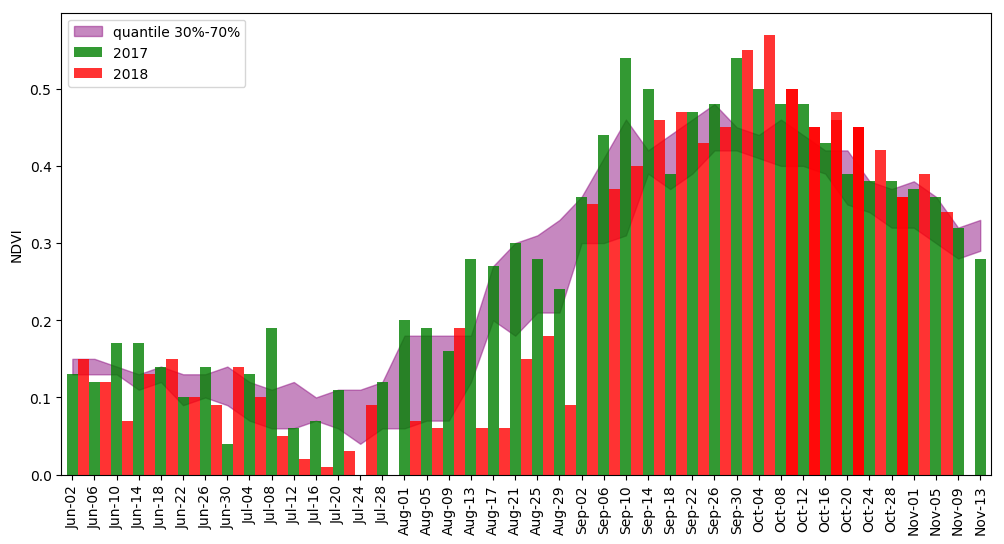 quantile 30%-70%
2017
2018
NDVI
0.5
0.4
0.3
0.2
0.1
0.0
Jun-02
Jun-06
Jun-10
Jun-14
Jun-18
Jun-22
Jun-26
Jun-30
Jul-04
Jul-08
Jul-12
Jul-16
Jul-20
Jul-24
Jul-28
Aug-01
Aug-05
Aug-09
Aug-13
Aug-17
Aug-21
Aug-25
Aug-29
Sep-02
Sep-06
Sep-10
Sep-14
Sep-18
Sep-22
Sep-26
Sep-30
Oct-04
Oct-08
Oct-12
Oct-16
Oct-20
Oct-24
Oct-28
Nov-01
Nov-05
Nov-09
Nov-13